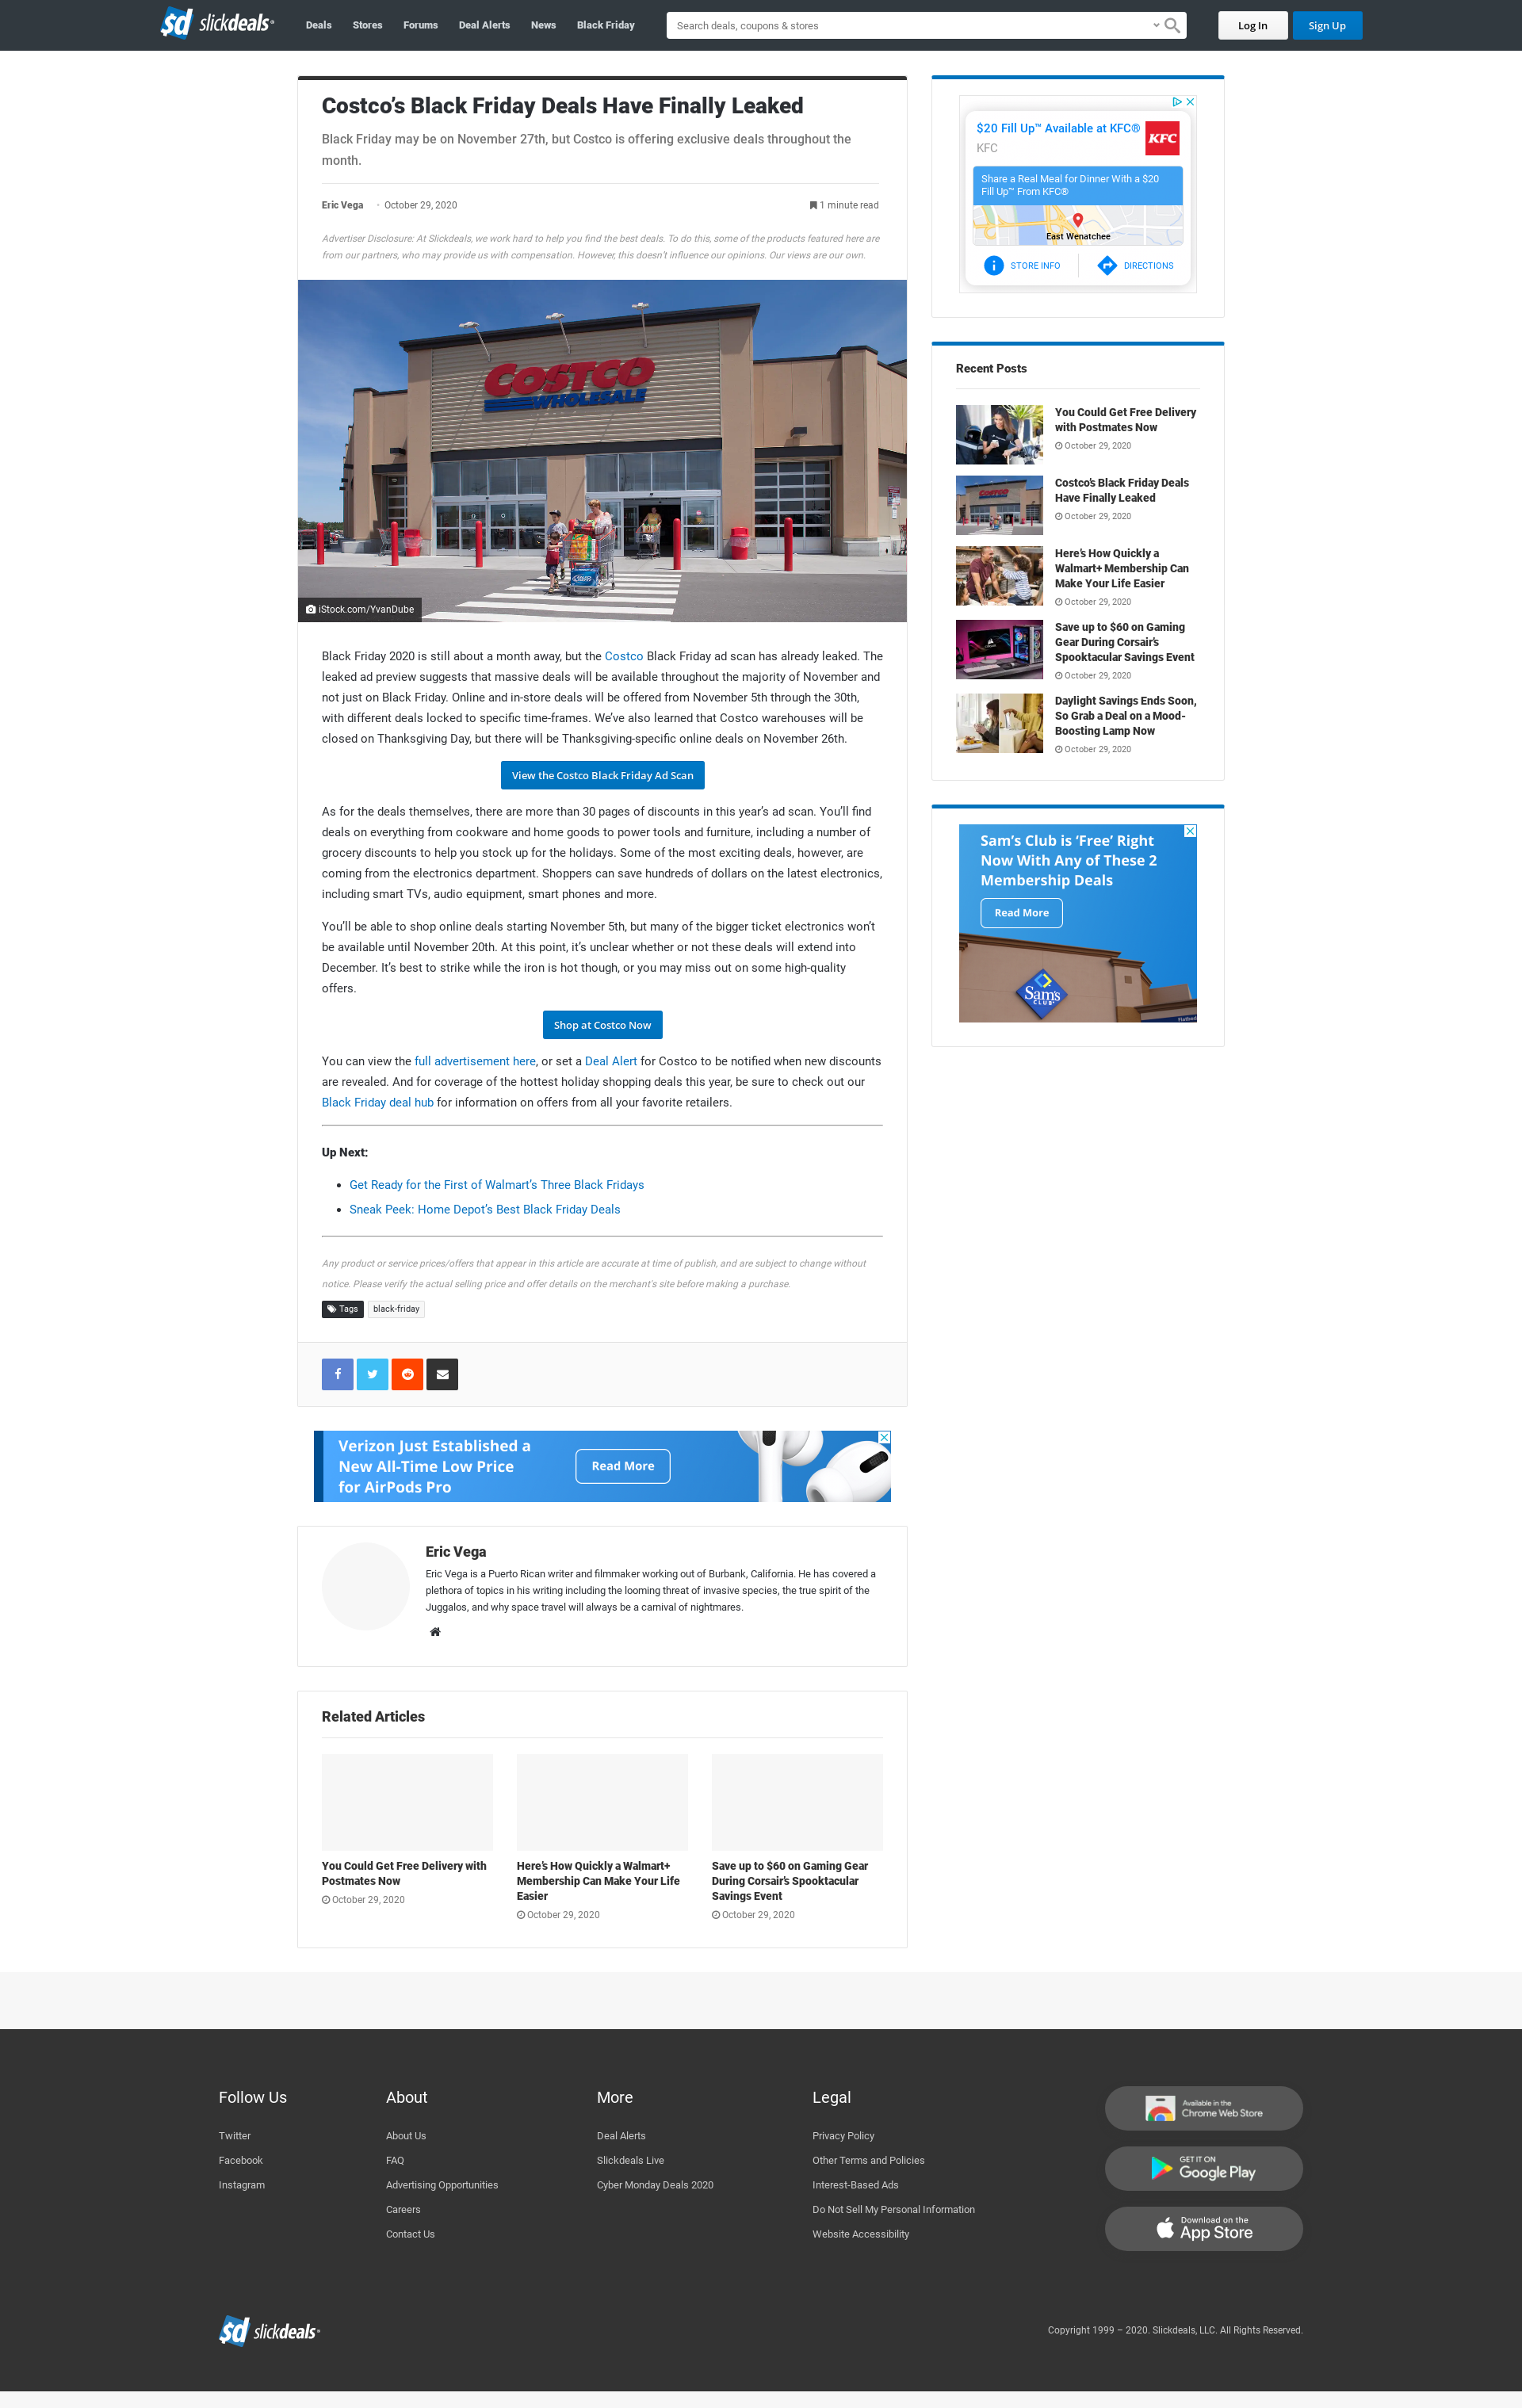 sd slickdeals
Deals
Stores
Forums
Deal Alerts
News
Black Friday
Search deals, coupons & stores
Log In
Sign Up
Costco’s Black Friday Deals Have Finally Leaked
Black Friday may be on November 27th, but Costco is offering exclusive deals throughout the
month.
Eric Vega • October 29, 2020
1 minute read
Advertiser Disclosure: At Slickdeals, we work hard to help you find the best deals. To do this, some of the products featured here are
from our partners, who may provide us with compensation. However, this doesn’t influence our opinions. Our views are our own.
COSTCO
WHOLESALE
iStock.com/YvanDube
Black Friday 2020 is still about a month away, but the Costco Black Friday ad scan has already leaked. The
leaked ad preview suggests that massive deals will be available throughout the majority of November and
not just on Black Friday. Online and in-store deals will be offered from November 5th through the 30th,
with different deals locked to specific time-frames. We’ve also learned that Costco warehouses will be
closed on Thanksgiving Day, but there will be Thanksgiving-specific online deals on November 26th.
View the Costco Black Friday Ad Scan
As for the deals themselves, there are more than 30 pages of discounts in this year’s ad scan. You’ll find
deals on everything from cookware and home goods to power tools and furniture, including a number of
grocery discounts to help you stock up for the holidays. Some of the most exciting deals, however, are
coming from the electronics department. Shoppers can save hundreds of dollars on the latest electronics,
including smart TVs, audio equipment, smart phones and more.
You’ll be able to shop online deals starting November 5th, but many of the bigger ticket electronics won’t
be available until November 20th. At this point, it’s unclear whether or not these deals will extend into
December. It’s best to strike while the iron is hot though, or you may miss out on some high-quality
offers.
Shop at Costco Now
You can view the full advertisement here, or set a Deal Alert for Costco to be notified when new discounts
are revealed. And for coverage of the hottest holiday shopping deals this year, be sure to check out our
Black Friday deal hub for information on offers from all your favorite retailers.
Up Next:
• Get Ready for the First of Walmart’s Three Black Fridays
• Sneak Peek: Home Depot’s Best Black Friday Deals
Any product or service prices/offers that appear in this article are accurate at time of publish, and are subject to change without
notice. Please verify the actual selling price and offer details on the merchant's site before making a purchase.
Tags
black-friday
Verizon Just Established a
New All-Time Low Price
for AirPods Pro
Read More
Eric Vega
Eric Vega is a Puerto Rican writer and filmmaker working out of Burbank, California. He has covered a
plethora of topics in his writing including the looming threat of invasive species, the true spirit of the
Juggalos, and why space travel will always be a carnival of nightmares.
Related Articles
You Could Get Free Delivery with
Postmates Now
October 29, 2020
Here’s How Quickly a Walmart+
Membership Can Make Your Life
Easier
October 29, 2020
Save up to $60 on Gaming Gear
During Corsair’s Spooktacular
Savings Event
October 29, 2020
$20 Fill Up™ Available at KFC®
KFC
KFC
Share a Real Meal for Dinner With a $20
Fill Up™ From KFC®
East Wenatchee
STORE INFO
DIRECTIONS
Recent Posts
You Could Get Free Delivery
with Postmates Now
October 29, 2020
Costco’s Black Friday Deals
Have Finally Leaked
October 29, 2020
Here’s How Quickly a
Walmart+ Membership Can
Make Your Life Easier
October 29, 2020
Save up to $60 on Gaming
Gear During Corsair’s
Spooktacular Savings Event
October 29, 2020
Daylight Savings Ends Soon,
So Grab a Deal on a Mood-
Boosting Lamp Now
October 29, 2020
Sam’s Club is ‘Free’ Right
Now With Any of These 2
Membership Deals
Read More
Sam's
CLUB
Follow Us
Twitter
Facebook
Instagram
About
About Us
FAQ
Advertising Opportunities
Careers
Contact Us
More
Deal Alerts
Slickdeals Live
Cyber Monday Deals 2020
Legal
Privacy Policy
Other Terms and Policies
Interest-Based Ads
Do Not Sell My Personal Information
Website Accessibility
Available in the
Chrome Web Store
GET IT ON
Google Play
Download on the
App Store
sd slickdeals
Copyright 1999 – 2020. Slickdeals, LLC. All Rights Reserved.